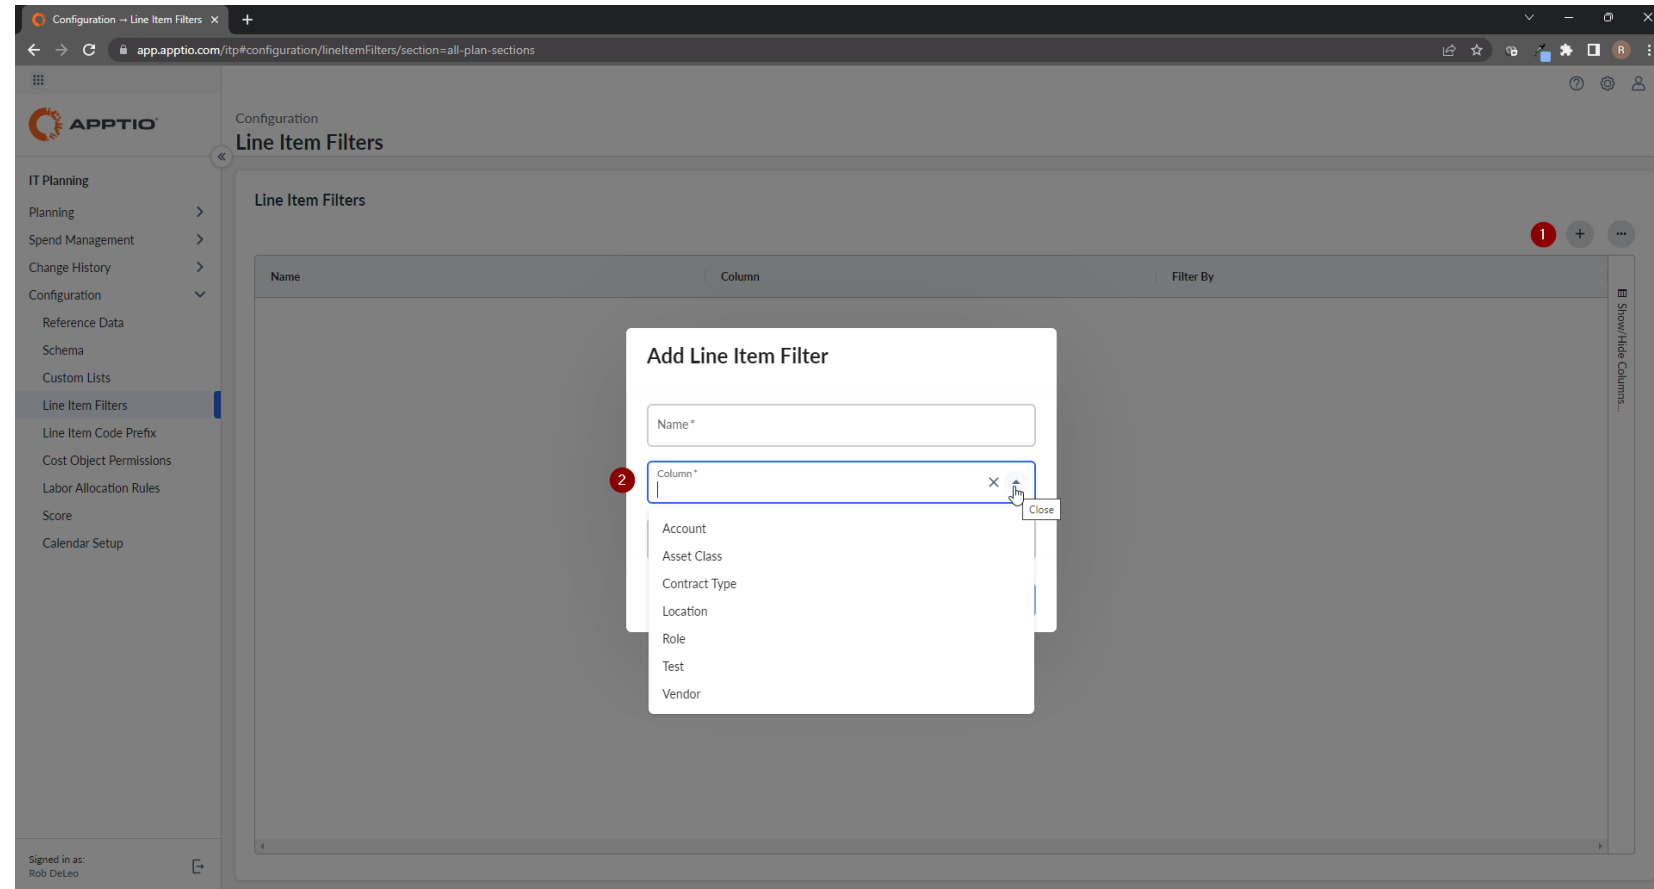 Configuration → Line Item Filters
app.apptio.com/itp#configuration/lineItemFilters/section=all-plan-sections
R
APPTIO
Configuration
Line Item Filters
IT Planning
Planning
Spend Management
Change History
Configuration
Reference Data
Schema
Custom Lists
Line Item Filters
Line Item Code Prefix
Cost Object Permissions
Labor Allocation Rules
Score
Calendar Setup
Signed in as:
Rob DeLeo
Line Item Filters
1
Name Column Filter By
Show/Hide Columns...
Add Line Item Filter
Name*
2
Column*
Close
Account
Asset Class
Contract Type
Location
Role
Test
Vendor